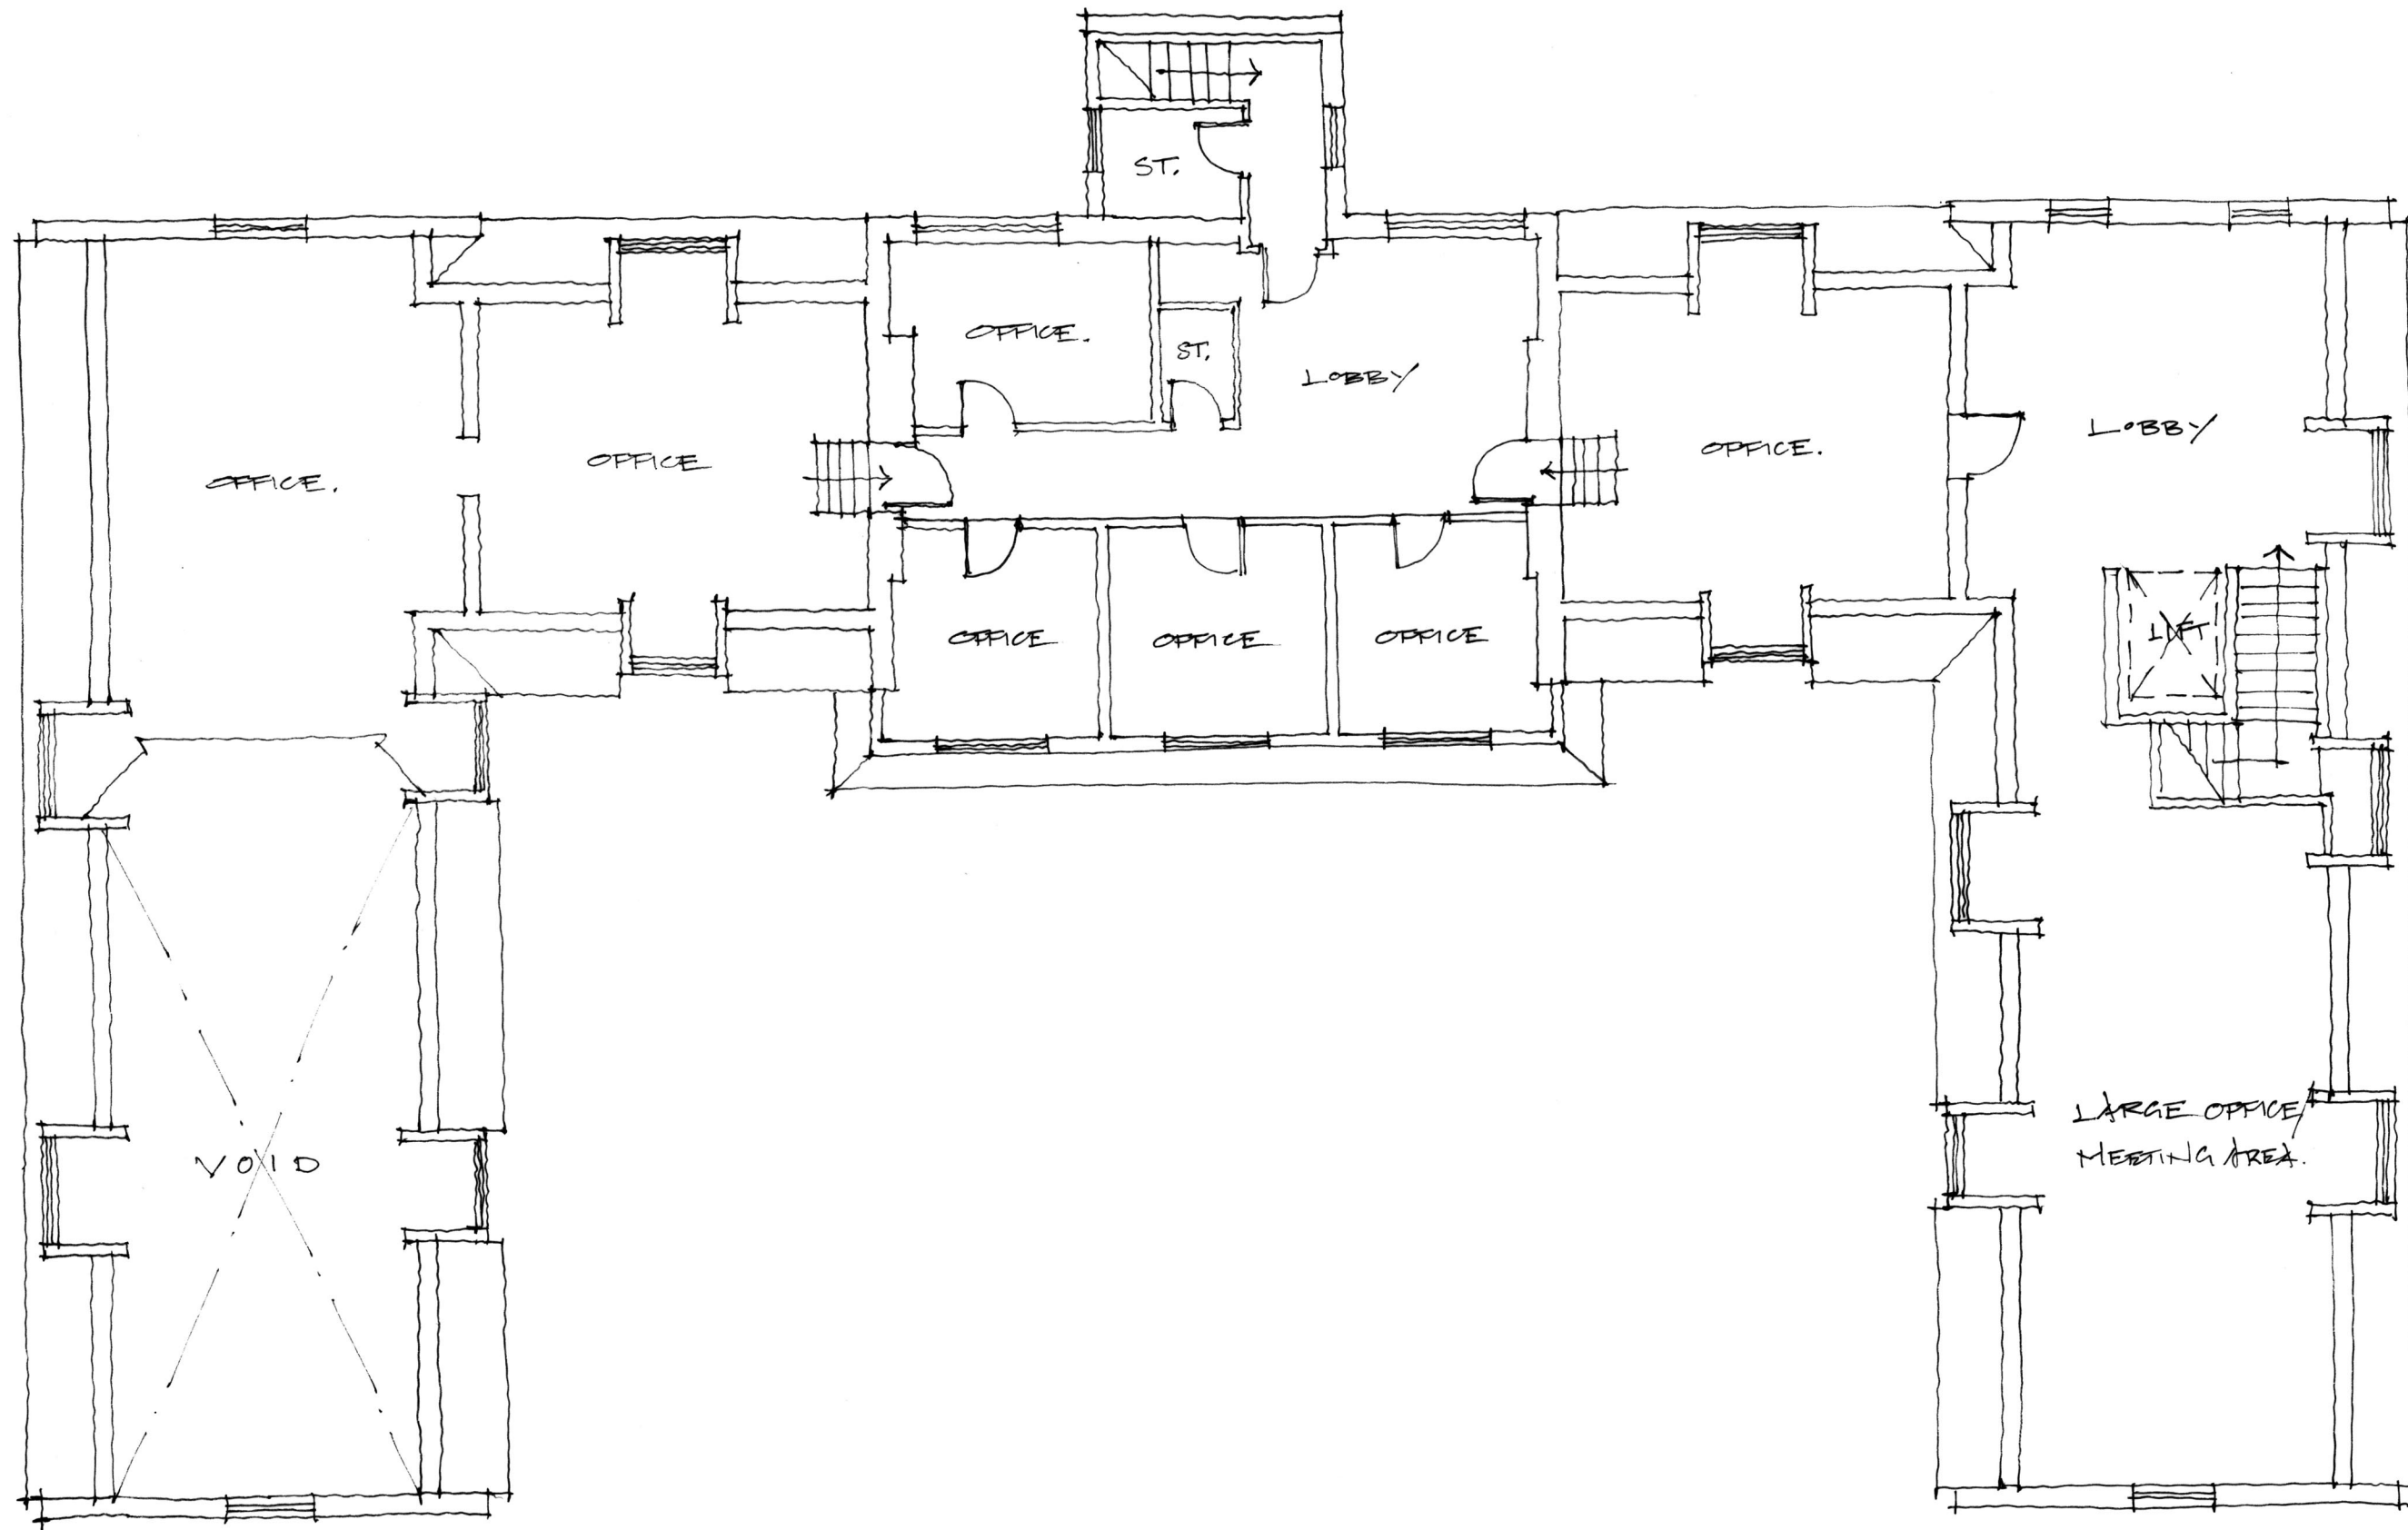 ST.
OFFICE.
ST.
LOBBY
OFFICE.
OFFICE
OFFICE.
LOBBY
OFFICE
OFFICE
OFFICE
LIFT
VOID
LARGE OFFICE/
MEETING AREA.